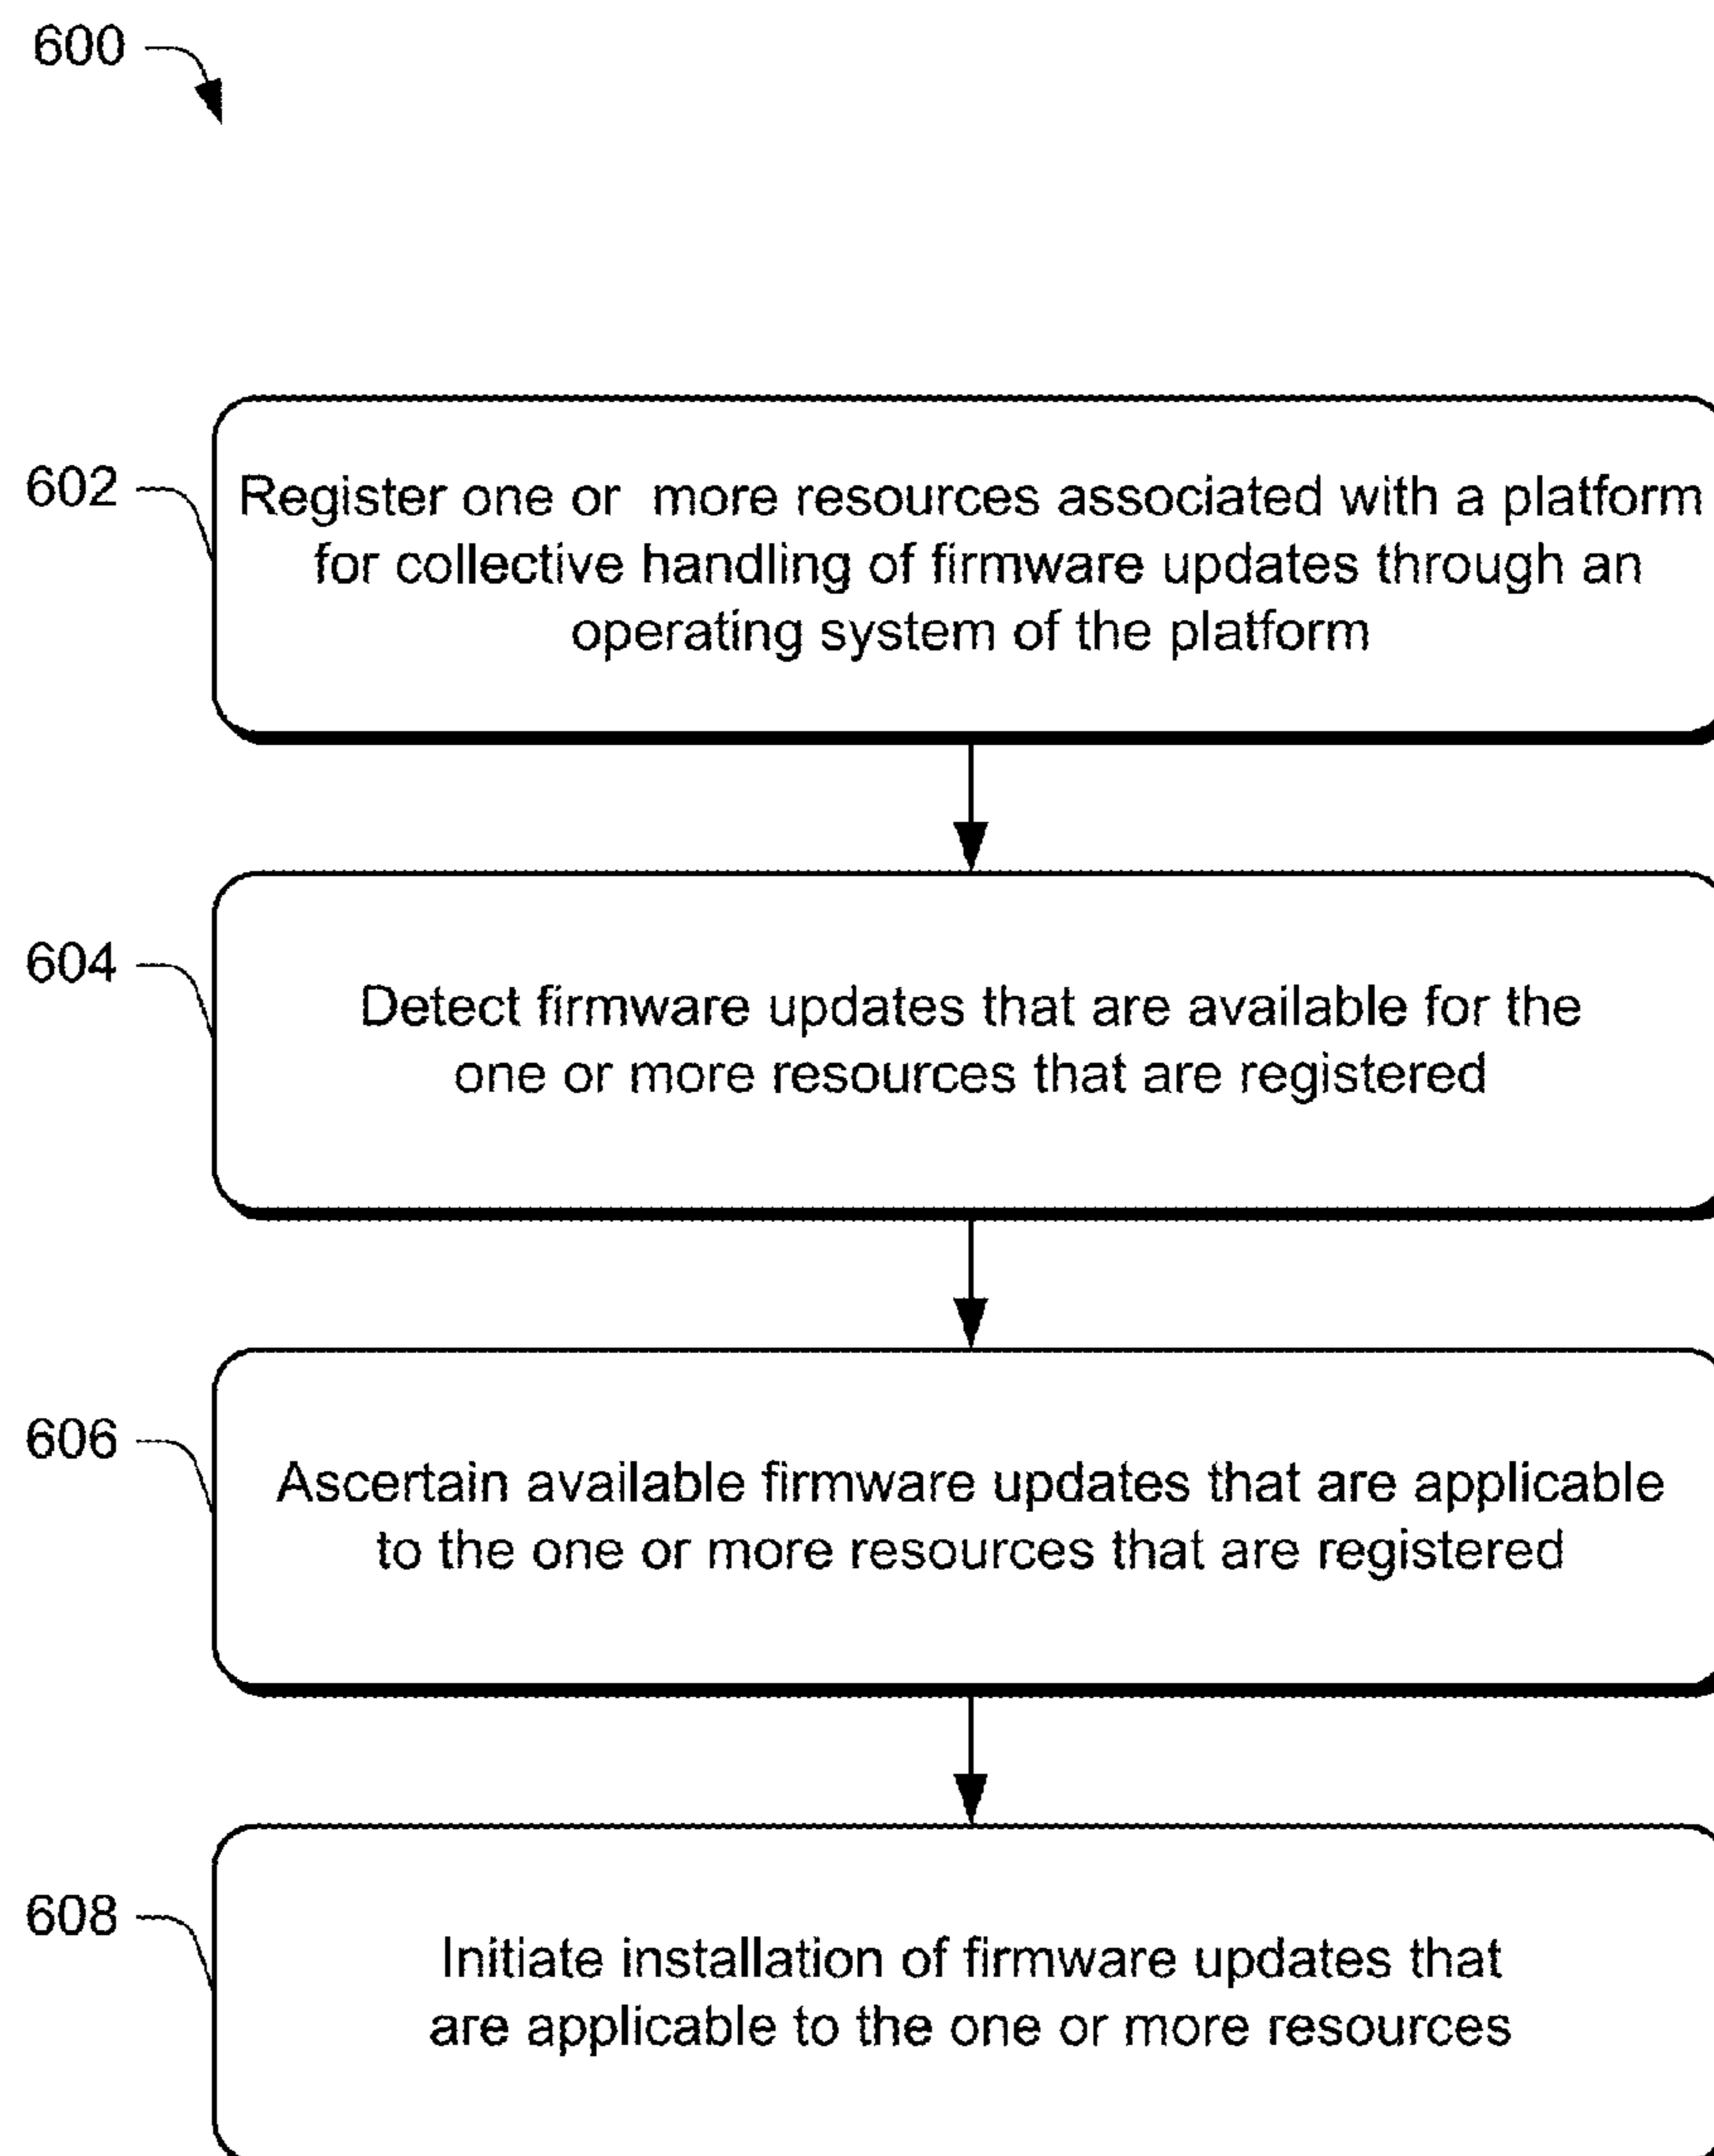 600
602
Register one or more resources associated with a platform
for collective handling of firmware updates through an
operating system of the platform
604
Detect firmware updates that are available for the
one or more resources that are registered
606
Ascertain available firmware updates that are applicable
to the one or more resources that are registered
608
Initiate installation of firmware updates that
are applicable to the one or more resources